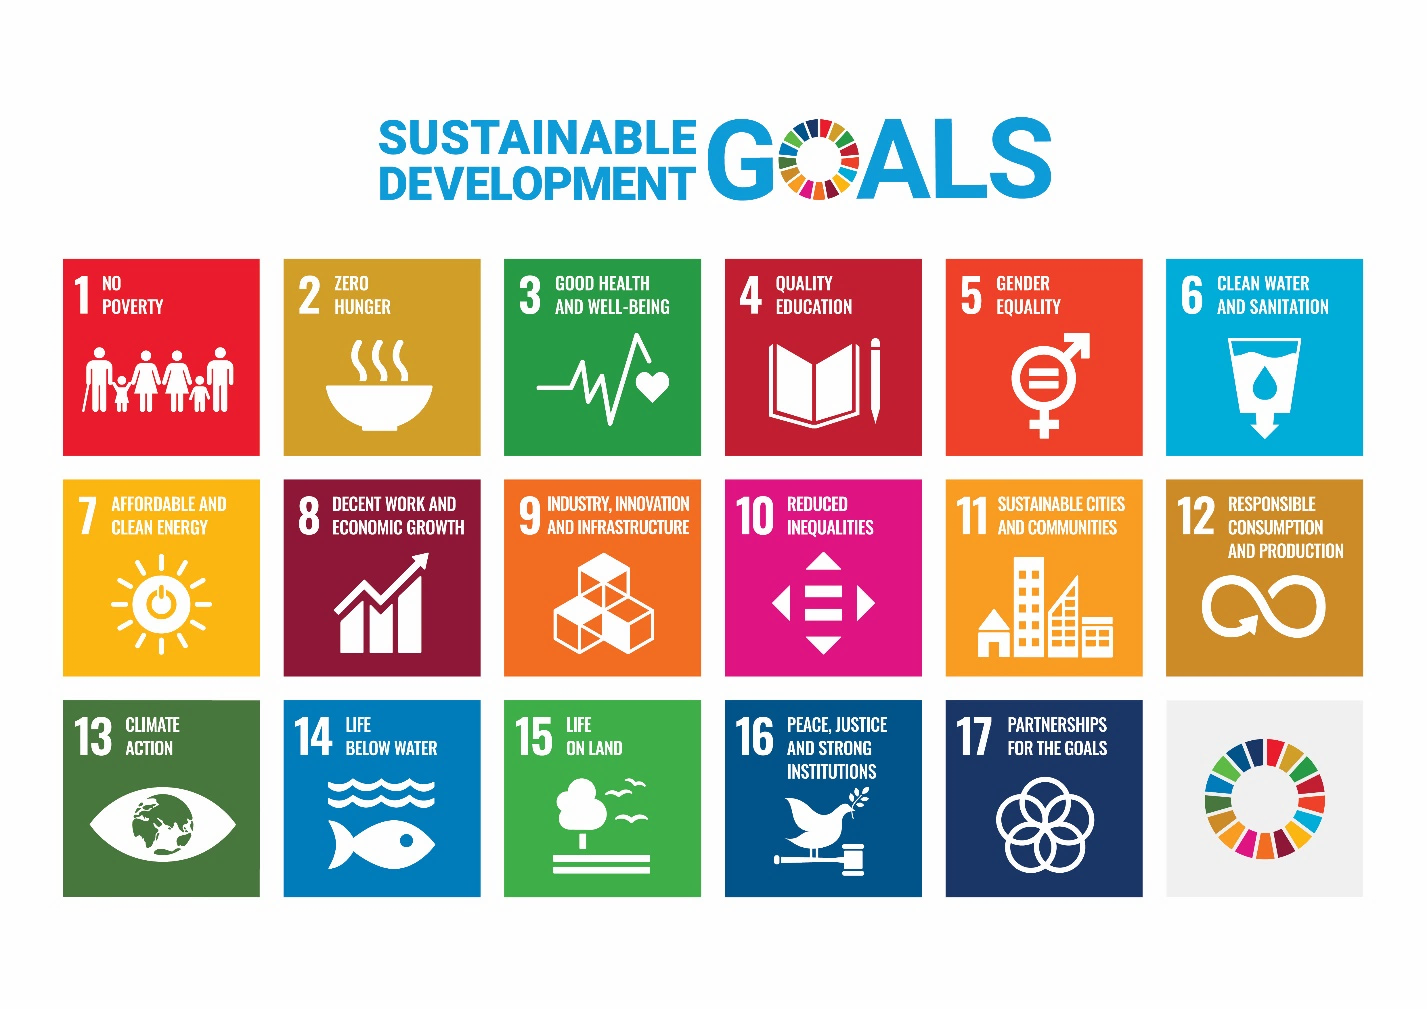 SUSTAINABLE
DEVELOPMENT
GOALS
1 NO
POVERTY
2 ZERO
HUNGER
3 GOOD HEALTH
AND WELL-BEING
4 QUALITY
EDUCATION
5 GENDER
EQUALITY
6 CLEAN WATER
AND SANITATION
7 AFFORDABLE AND
CLEAN ENERGY
8 DECENT WORK AND
ECONOMIC GROWTH
9 INDUSTRY, INNOVATION
AND INFRASTRUCTURE
10 REDUCED
INEQUALITIES
11 SUSTAINABLE CITIES
AND COMMUNITIES
12 RESPONSIBLE
CONSUMPTION
AND PRODUCTION
13 CLIMATE
ACTION
14 LIFE
BELOW WATER
15 LIFE
ON LAND
16 PEACE, JUSTICE
AND STRONG
INSTITUTIONS
17 PARTNERSHIPS
FOR THE GOALS